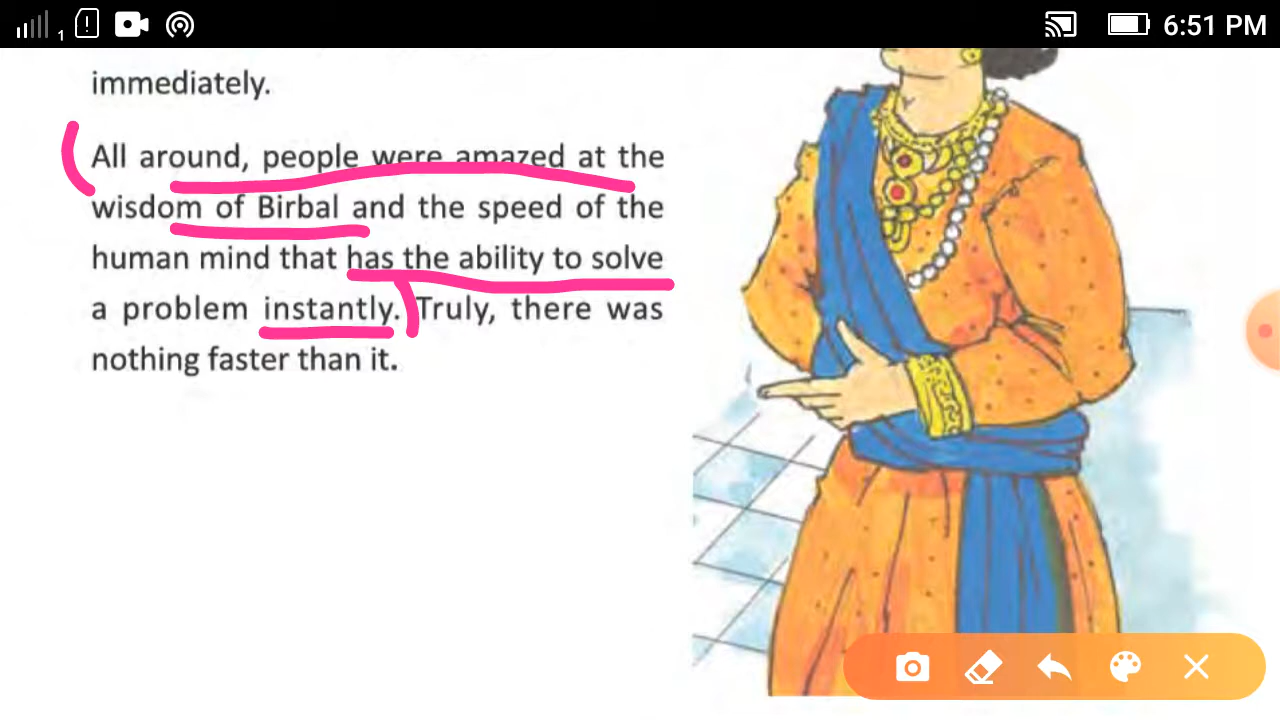 1
6:51 PM
immediately.
All around, people were amazed at the
wisdom of Birbal and the speed of the
human mind that has the ability to solve
a problem instantly. Truly, there was
nothing faster than it.